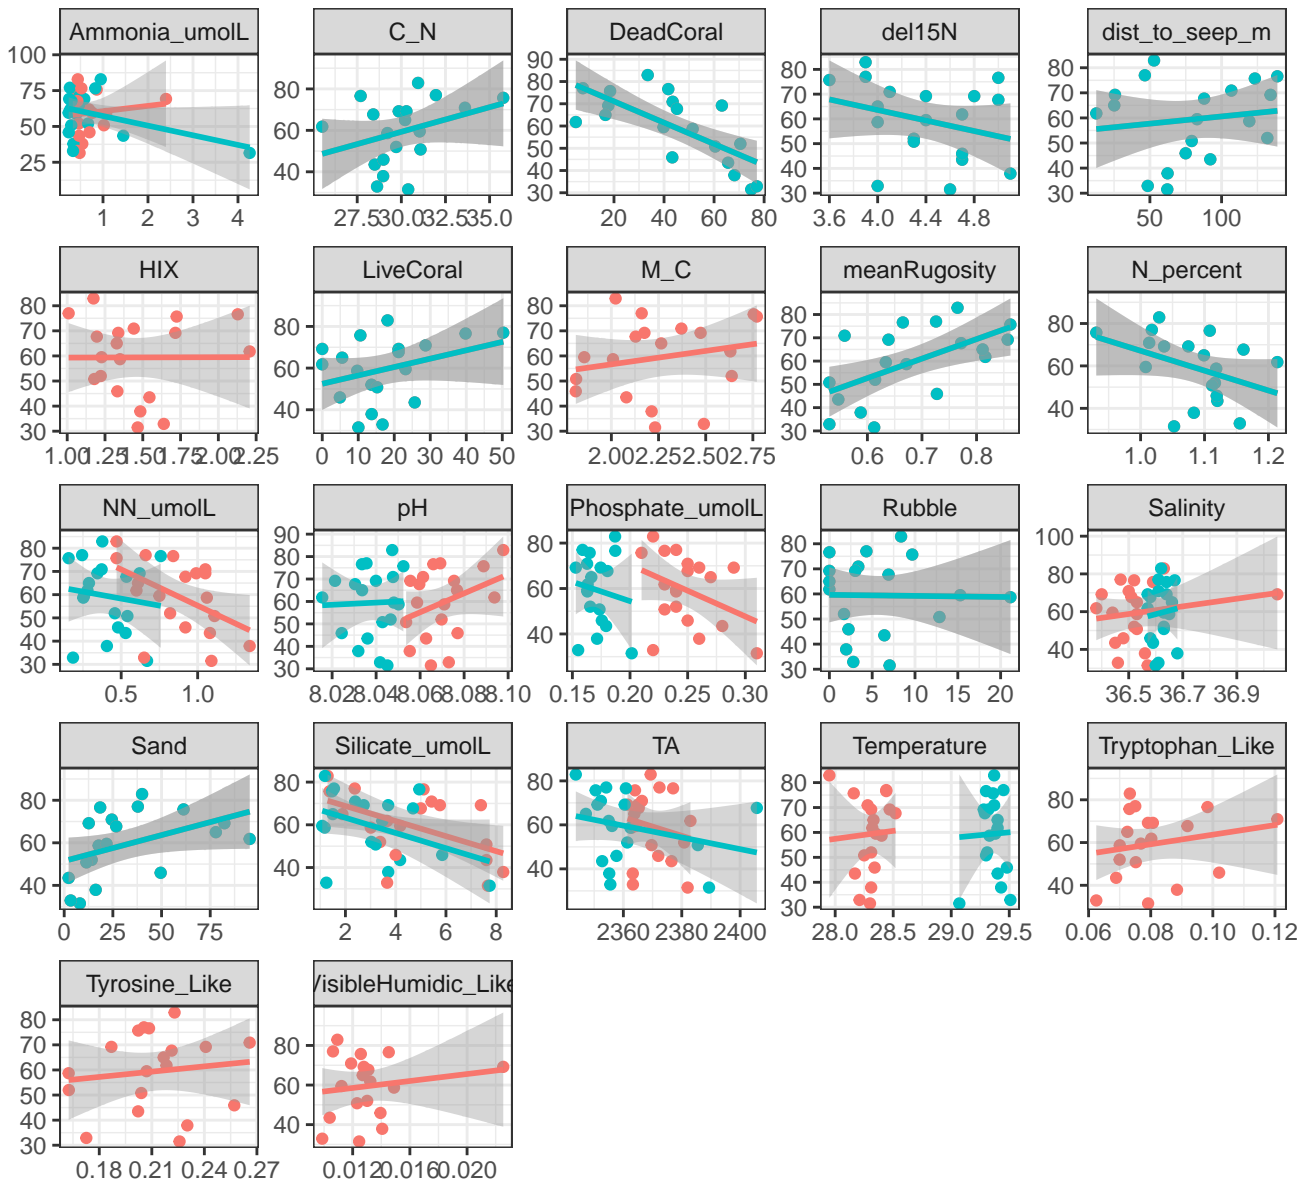 Ammonia_umolL C_N DeadCoral del15N dist_to_seep_m
100 75 50 25
80 60 40
90 80 70 60 50 40 30
80 70 60 50 40 30
80 70 60 50 40 30
1 2 3 4 27.5 30.0 32.5 35.0 20 40 60 80 3.6 4.0 4.4 4.8 50 100
HIX LiveCoral M_C meanRugosity N_percent
80 70 60 50 40 30
80 60 40
80 70 60 50 40 30
80 70 60 50 40 30
80 60 40
1.00 1.25 1.50 1.75 2.00 2.25 0 10 20 30 40 50 2.00 2.25 2.50 2.75 0.6 0.7 0.8 1.0 1.1 1.2
NN_umolL pH Phosphate_umolL Rubble Salinity
80 70 60 50 40 30
90 80 70 60 50 40 30
80 60 40
80 70 60 50 40 30
100 80 60 40
0.5 1.0 8.02 8.04 8.06 8.08 8.10 0.15 0.20 0.25 0.30 0 5 10 15 20 36.5 36.7 36.9
Sand Silicate_umolL TA Temperature Tryptophan_Like
80 60 40
80 60 40
80 60 40
80 70 60 50 40 30
80 60 40
0 25 50 75 2 4 6 8 2360 2380 2400 28.0 28.5 29.0 29.5 0.06 0.08 0.10 0.12
Tyrosine_Like VisibleHumidic_Like
80 70 60 50 40 30
80 60 40
0.18 0.21 0.24 0.27 0.012 0.016 0.020